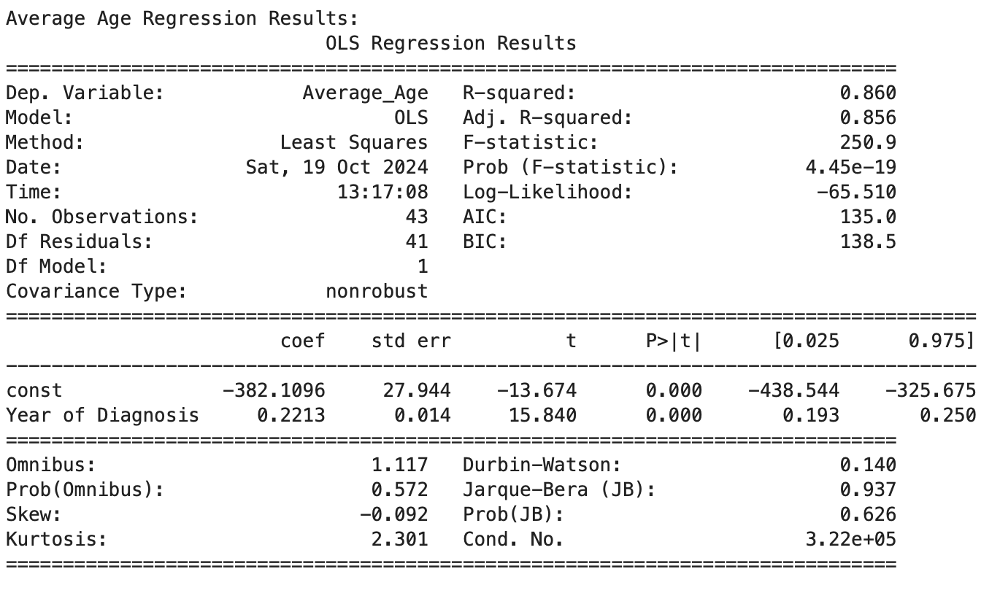 Average Age Regression Results:
                            OLS Regression Results
==============================================================================
Dep. Variable:            Average_Age   R-squared:                       0.860
Model:                            OLS   Adj. R-squared:                  0.856
Method:                 Least Squares   F-statistic:                     250.9
Date:                Sat, 19 Oct 2024   Prob (F-statistic):           4.45e-19
Time:                        13:17:08   Log-Likelihood:                -65.510
No. Observations:                  43   AIC:                             135.0
Df Residuals:                      41   BIC:                             138.5
Df Model:                           1
Covariance Type:            nonrobust
=====================================================================================
                        coef    std err          t      P>|t|      [0.025      0.975]
-------------------------------------------------------------------------------------
const              -382.1096     27.944    -13.674      0.000    -438.544    -325.675
Year of Diagnosis     0.2213      0.014     15.840      0.000       0.193       0.250
==============================================================================
Omnibus:                        1.117   Durbin-Watson:                   0.140
Prob(Omnibus):                  0.572   Jarque-Bera (JB):                0.937
Skew:                          -0.092   Prob(JB):                        0.626
Kurtosis:                       2.301   Cond. No.                     3.22e+05
==============================================================================